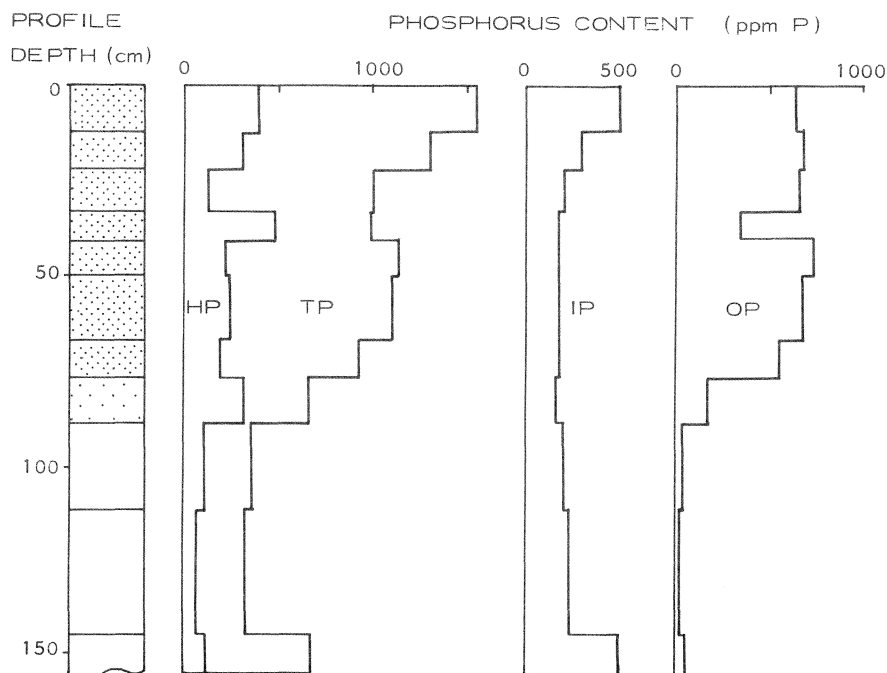 PROFILE
DEPTH (cm)
PHOSPHORUS CONTENT (ppm P)
0 1000 0 500 0 1000
0
50
HP TP IP OP
100
150